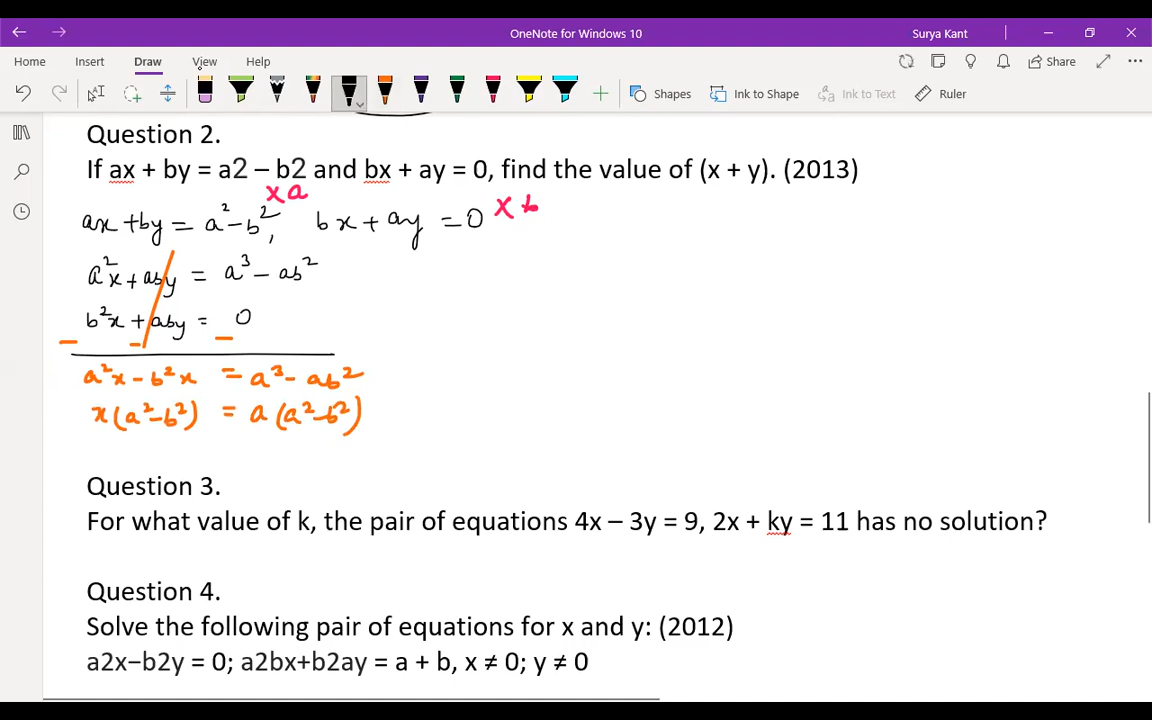 OneNote for Windows 10
Surya Kant
Home Insert Draw View Help
Share
Shapes Ink to Shape Ink to Text Ruler
Question 2.
If ax + by = a2 – b2 and bx + ay = 0, find the value of (x + y). (2013)
xa
ax + by = a² - b², bx + ay = 0 xb
a²x + aby = a³ - ab²
b²x + aby = 0
- - -
a²x - b²x = a³ - ab²
x(a² - b²) = a(a² - b²)
Question 3.
For what value of k, the pair of equations 4x – 3y = 9, 2x + ky = 11 has no solution?
Question 4.
Solve the following pair of equations for x and y: (2012)
a2x−b2y = 0; a2bx+b2ay = a + b, x ≠ 0; y ≠ 0